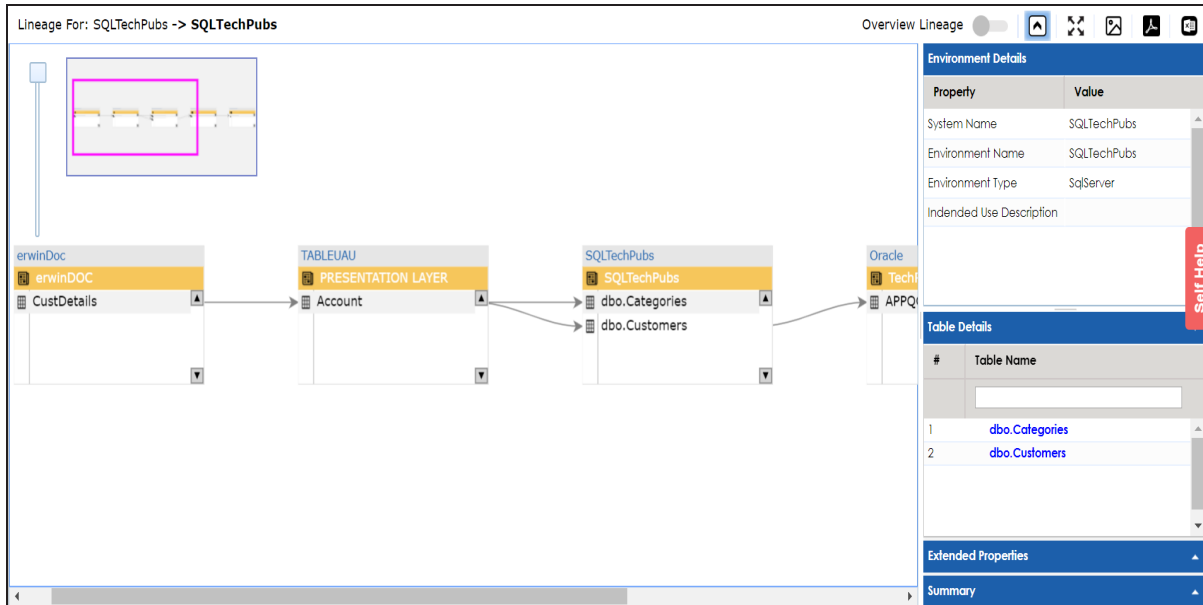 Lineage For: SQLTechPubs -> SQLTechPubs
Overview Lineage
Environment Details
Property Value
System Name SQLTechPubs
Environment Name SQLTechPubs
Environment Type SqlServer
Indended Use Description
Self Help
erwinDoc
erwinDOC
CustDetails
TABLEUAU
PRESENTATION LAYER
Account
SQLTechPubs
SQLTechPubs
dbo.Categories
dbo.Customers
Oracle
Table Details
# Table Name
1 dbo.Categories
2 dbo.Customers
Extended Properties
Summary